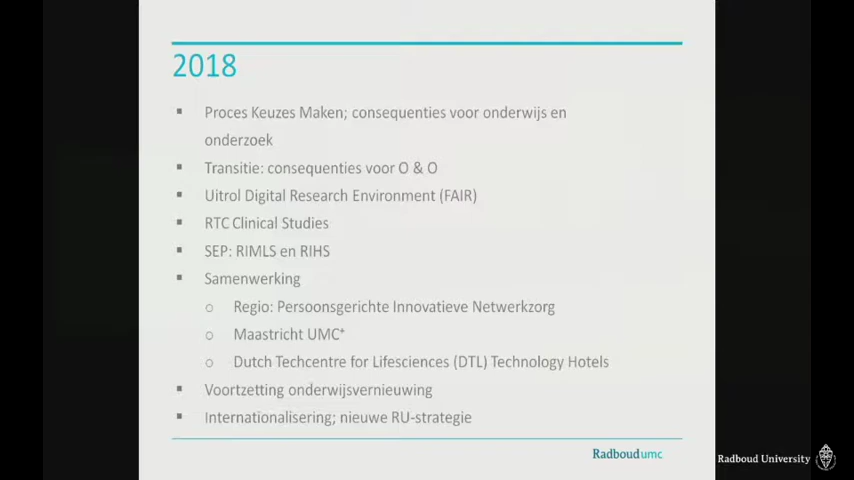 2018
▪ Proces Keuzes Maken; consequenties voor onderwijs en
onderzoek
▪ Transitie: consequenties voor O & O
▪ Uitrol Digital Research Environment (FAIR)
▪ RTC Clinical Studies
▪ SEP: RIMLS en RIHS
▪ Samenwerking
o Regio: Persoonsgerichte Innovatieve Netwerkzorg
o Maastricht UMC+
o Dutch Techcentre for Lifesciences (DTL) Technology Hotels
▪ Voortzetting onderwijsvernieuwing
▪ Internationalisering; nieuwe RU-strategie
Radboudumc
Radboud University